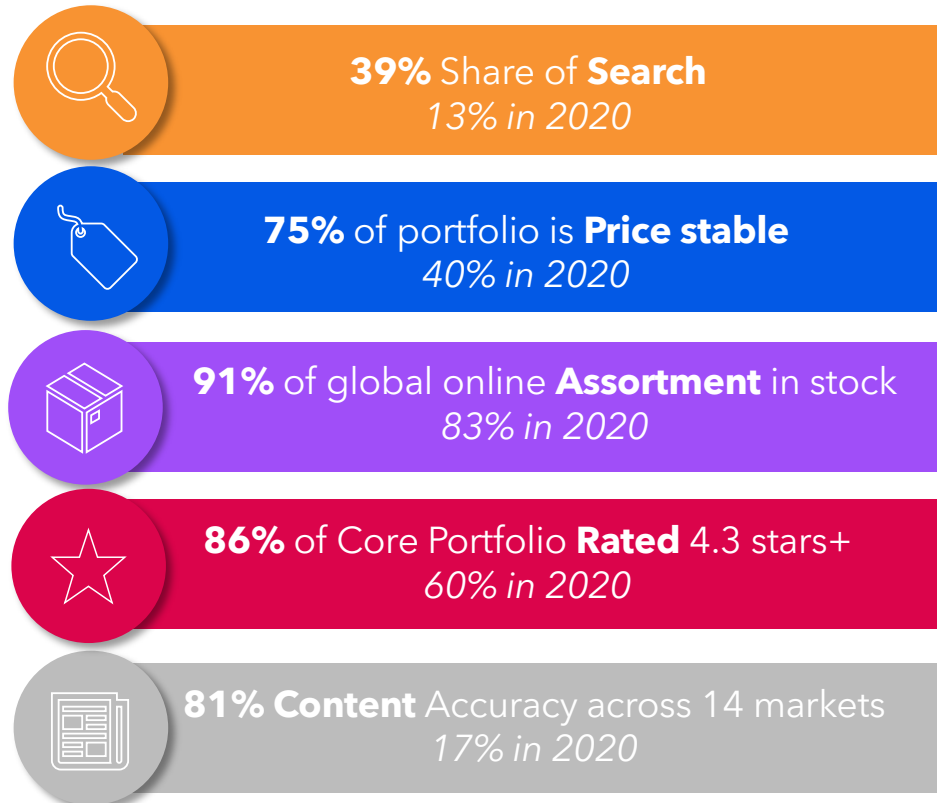 39% Share of Search
13% in 2020
75% of portfolio is Price stable
40% in 2020
91% of global online Assortment in stock
83% in 2020
86% of Core Portfolio Rated 4.3 stars+
60% in 2020
81% Content Accuracy across 14 markets
17% in 2020